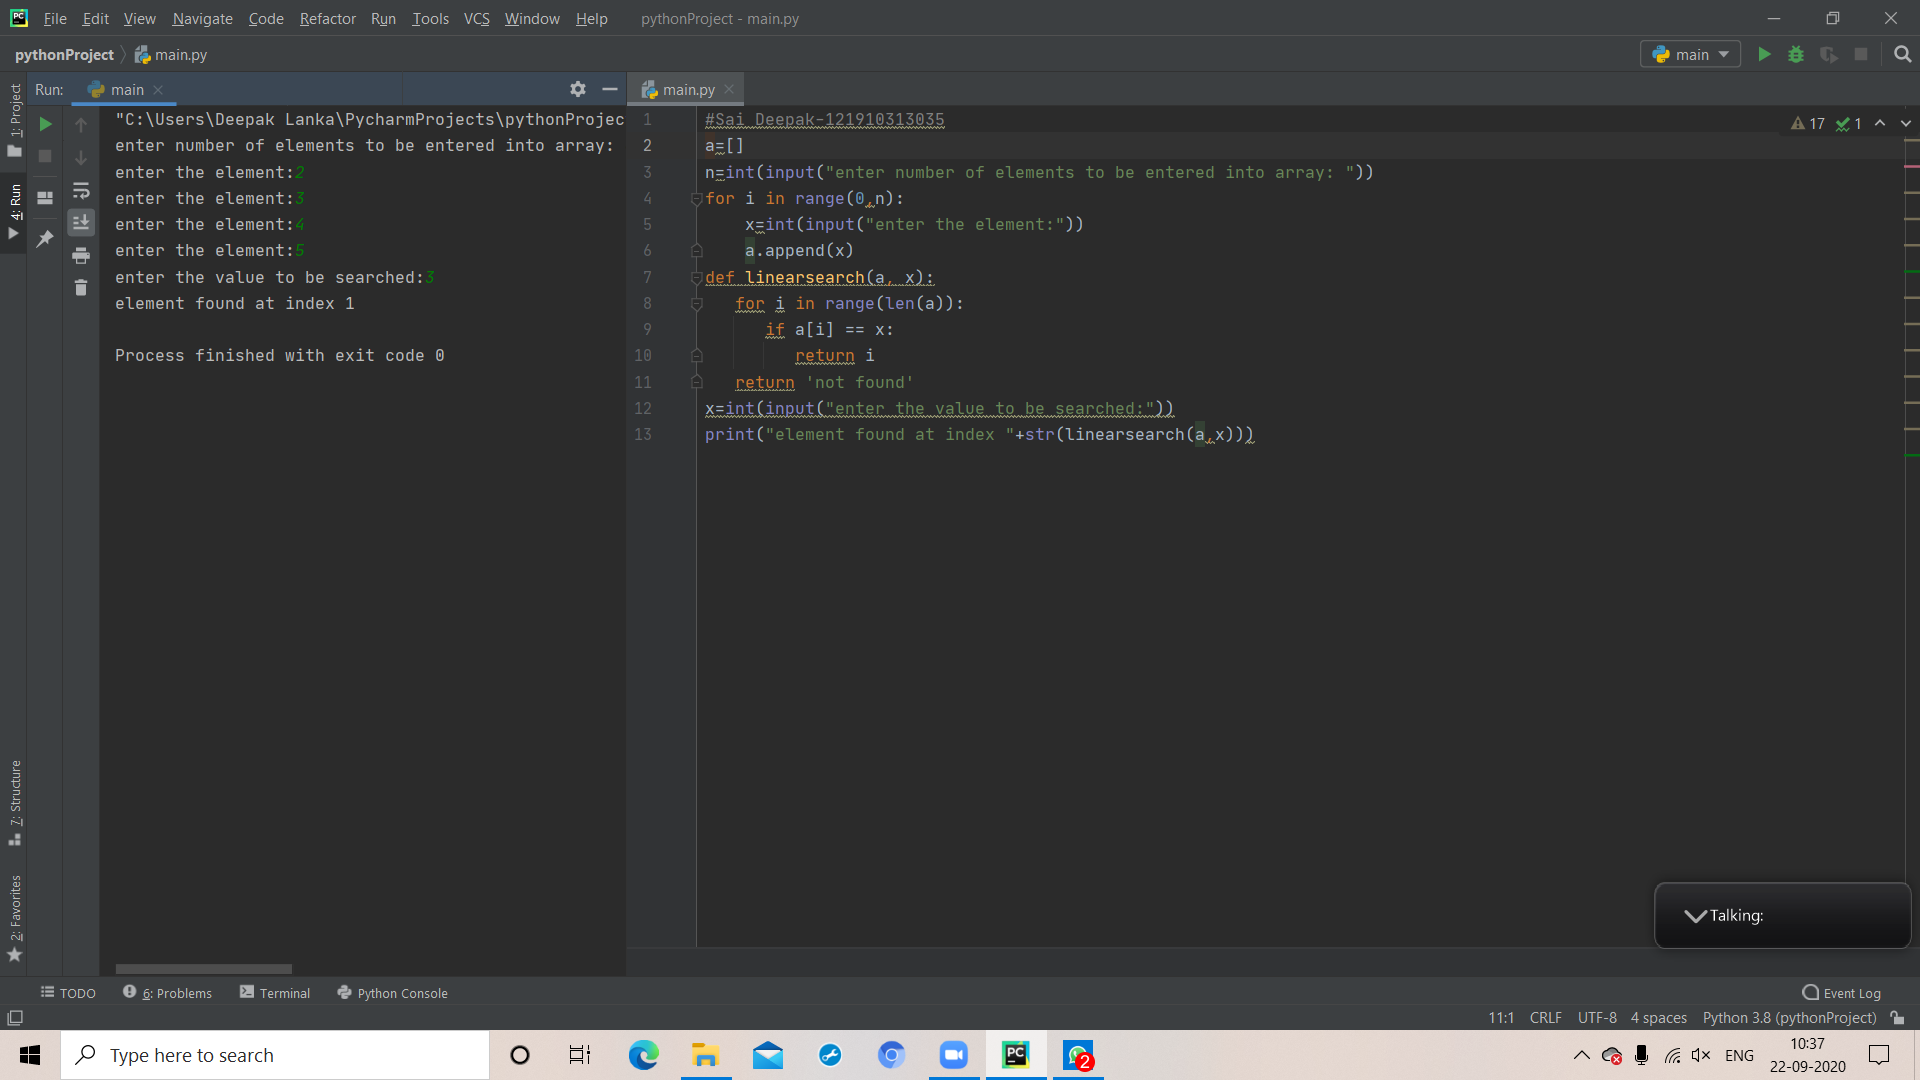 File Edit View Navigate Code Refactor Run Tools VCS Window Help pythonProject - main.py
pythonProject main.py main
Run: main
"C:\Users\Deepak Lanka\PycharmProjects\pythonProjec
enter number of elements to be entered into array:
enter the element:2
enter the element:3
enter the element:4
enter the element:5
enter the value to be searched:3
element found at index 1
Process finished with exit code 0
main.py
17 1
1 #Sai Deepak-121910313035
2 a=[]
3 n=int(input("enter number of elements to be entered into array: "))
4 for i in range(0,n):
5     x=int(input("enter the element:"))
6     a.append(x)
7 def linearsearch(a, x):
8    for i in range(len(a)):
9       if a[i] == x:
10          return i
11    return 'not found'
12 x=int(input("enter the value to be searched:"))
13 print("element found at index "+str(linearsearch(a,x)))
1: Project
4: Run
7: Structure
2: Favorites
Talking:
TODO 6: Problems Terminal Python Console Event Log
11:1 CRLF UTF-8 4 spaces Python 3.8 (pythonProject)
Type here to search
PC
2
ENG
10:37
22-09-2020